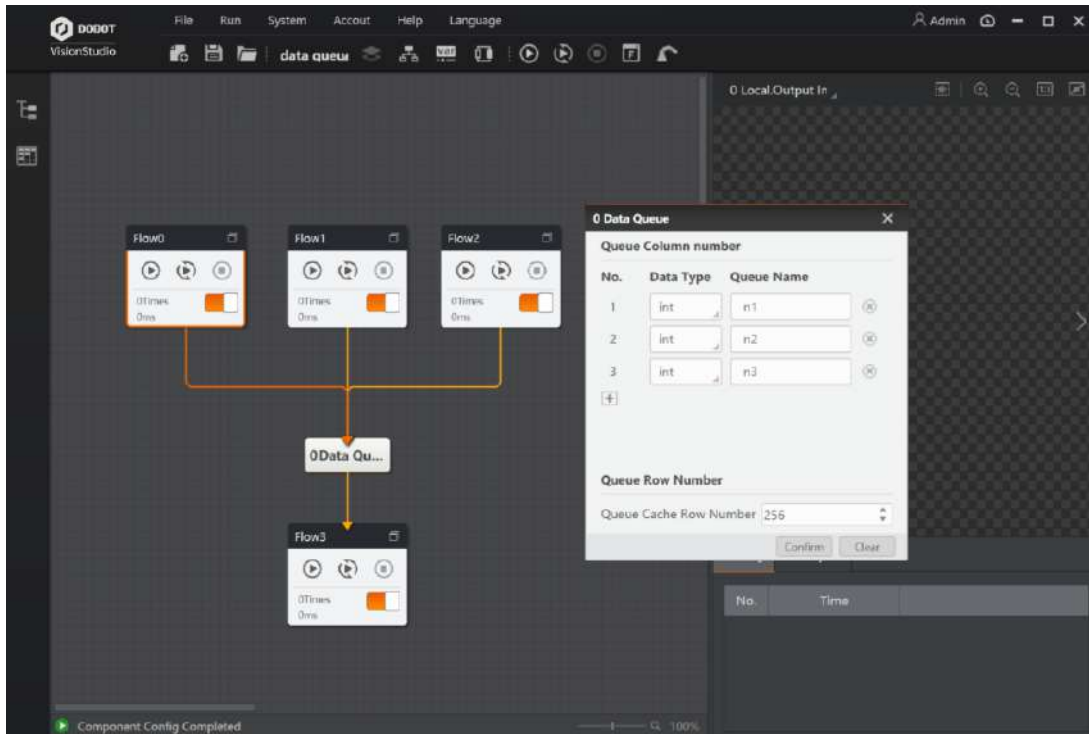 DOBOT
VisionStudio
File Run System Accout Help Language
Admin
data queu
var
F
0 Local.Output In
1:1
Flow0
0Times
0ms
Flow1
0Times
0ms
Flow2
0Times
0ms
0Data Qu...
Flow3
0Times
0ms
0 Data Queue
Queue Column number
No. Data Type Queue Name
1 int n1
2 int n2
3 int n3
Queue Row Number
Queue Cache Row Number 256
Confirm Clear
No. Time
Component Config Completed
100%